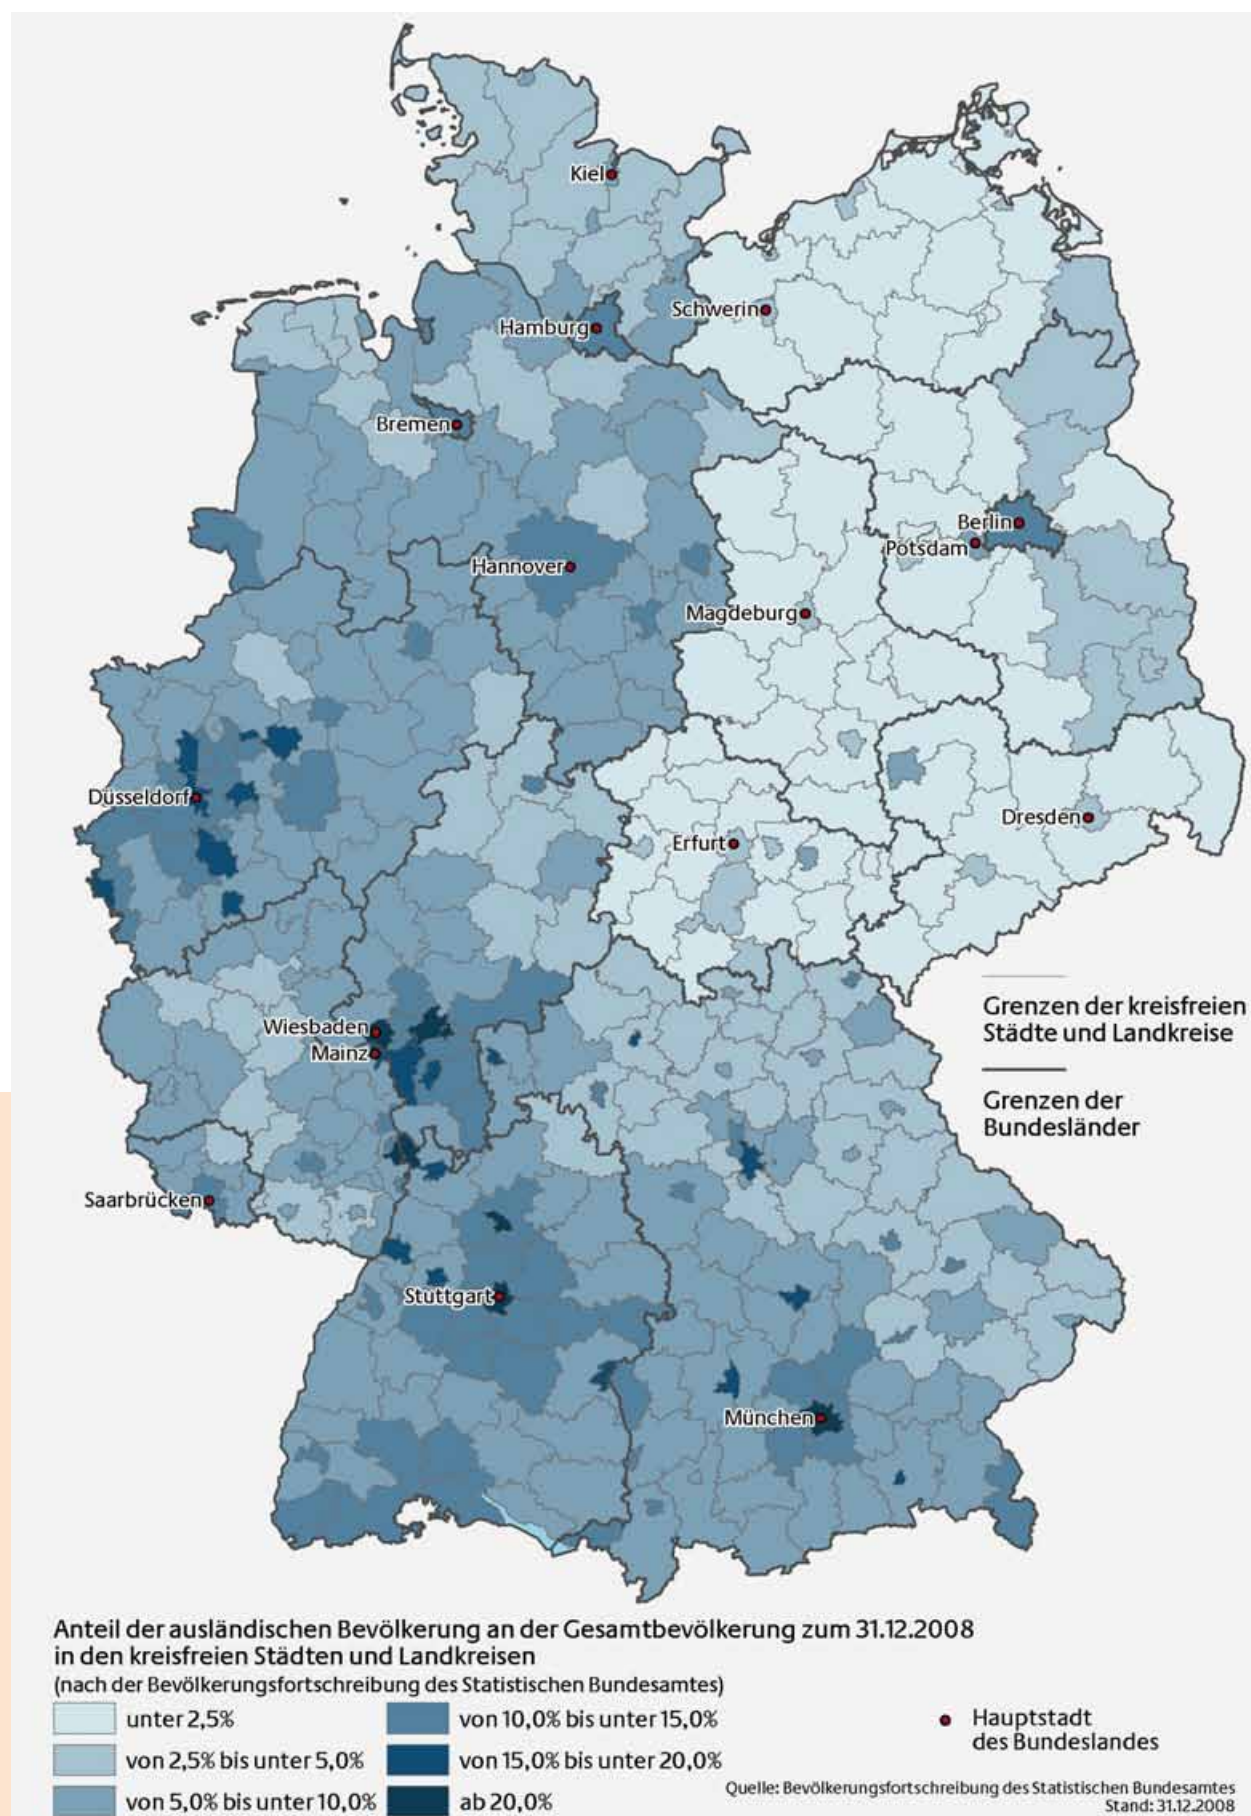 Kiel
Schwerin
Hamburg
Bremen
Berlin
Potsdam
Hannover
Magdeburg
Düsseldorf
Dresden
Erfurt
Grenzen der kreisfreien
Städte und Landkreise
Wiesbaden
Mainz
Grenzen der
Bundesländer
Saarbrücken
Stuttgart
München
Anteil der ausländischen Bevölkerung an der Gesamtbevölkerung zum 31.12.2008
in den kreisfreien Städten und Landkreisen
(nach der Bevölkerungsfortschreibung des Statistischen Bundesamtes)
unter 2,5%
von 2,5% bis unter 5,0%
von 5,0% bis unter 10,0%
von 10,0% bis unter 15,0%
von 15,0% bis unter 20,0%
ab 20,0%
Hauptstadt
des Bundeslandes
Quelle: Bevölkerungsfortschreibung des Statistischen Bundesamtes
Stand: 31.12.2008